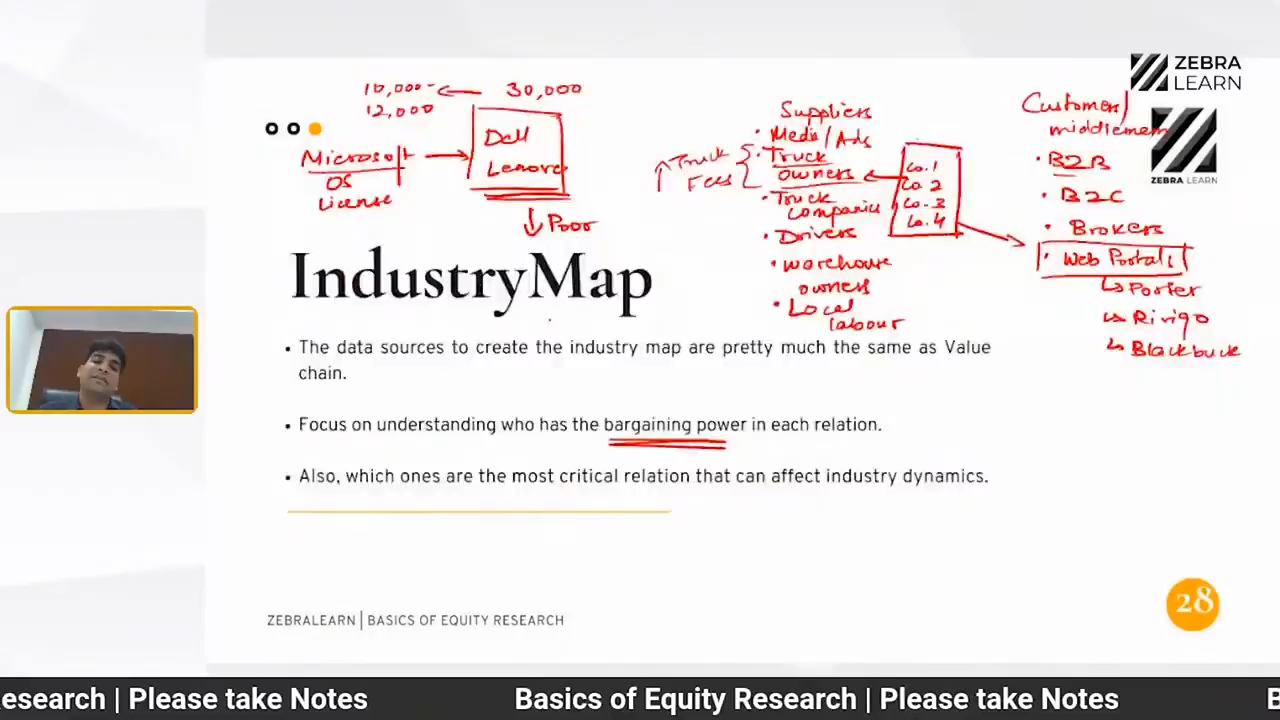 ZEBRA
LEARN
ZEBRA LEARN
10,000- ← 30,000
12,000
Microsoft
OS
License
Dell
Lenovo
Poor
Suppliers
• Media/Ads
• Truck
owners
• Truck
Companies
• Drivers
• warehouse
owners
• Local
labour
↑ Truck
Fees
Co.1
Co.2
Co.3
Co.4
Customers/
middlemen
• B2B
• B2C
• Brokers
• Web Portals
↳ Porter
↳ Rivigo
↳ Blackbuck
IndustryMap
• The data sources to create the industry map are pretty much the same as Value
chain.
• Focus on understanding who has the bargaining power in each relation.
• Also, which ones are the most critical relation that can affect industry dynamics.
ZEBRALEARN | BASICS OF EQUITY RESEARCH
28
esearch | Please take Notes
Basics of Equity Research | Please take Notes